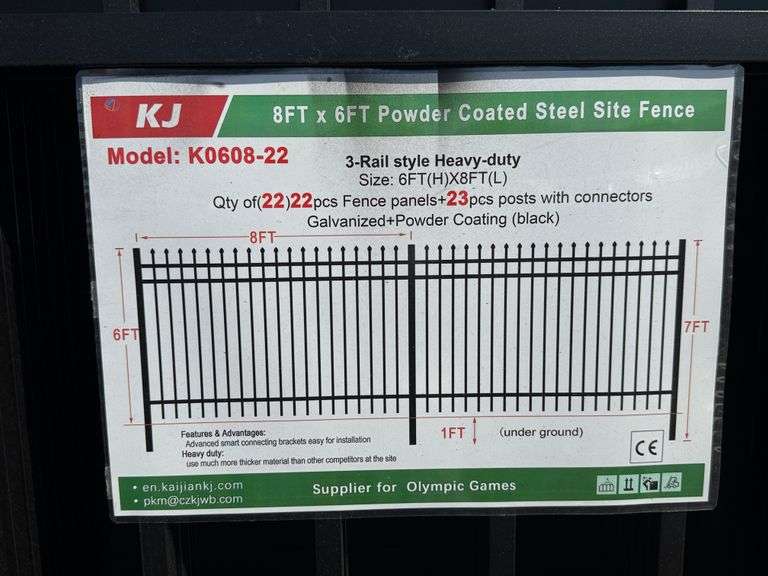 KJ
8FT x 6FT Powder Coated Steel Site Fence
Model: K0608-22
3-Rail style Heavy-duty
Size: 6FT(H)X8FT(L)
Qty of(22)22pcs Fence panels+23pcs posts with connectors
Galvanized+Powder Coating (black)
8FT
6FT
7FT
1FT
(under ground)
Features & Advantages:
Advanced smart connecting brackets easy for installation
Heavy duty:
use much more thicker material than other competitors at the site
CE
• en.kaijiankj.com
• pkm@czkjwb.com
Supplier for Olympic Games